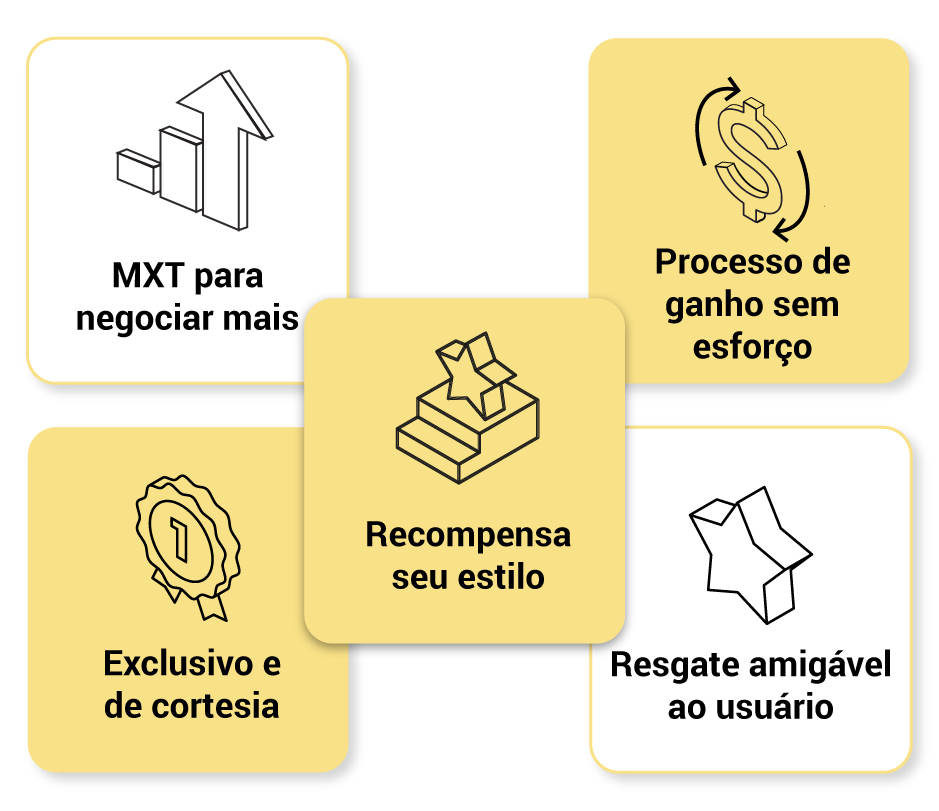 MXT para
negociar mais
Processo de
ganho sem
esforço
Recompensa
seu estilo
1
Exclusivo e
de cortesia
Resgate amigável
ao usuário